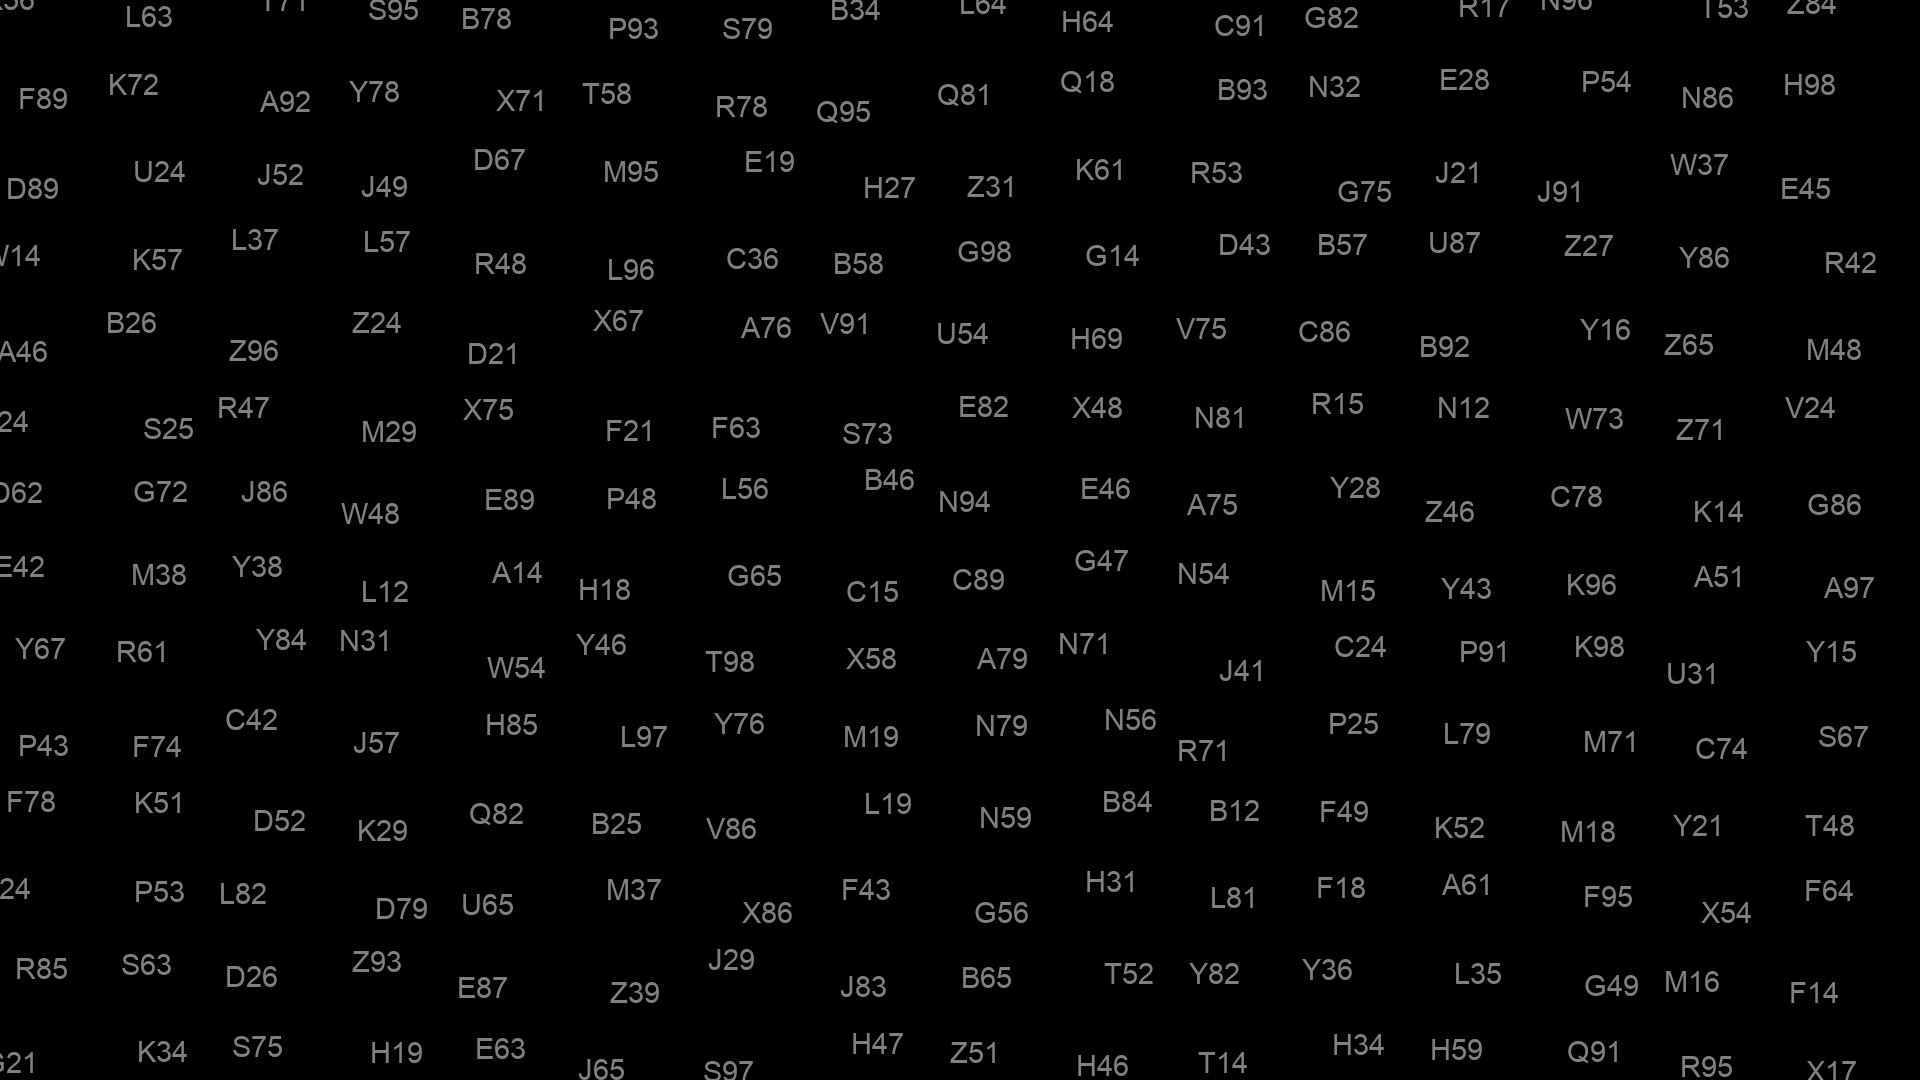 L63 T71 S95 B78 P93 S79 B34 L64 H64 C91 G82 R17 N96 T53 Z84
F89 K72 A92 Y78 X71 T58 R78 Q95 Q81 Q18 B93 N32 E28 P54 N86 H98
D89 U24 J52 J49 D67 M95 E19 H27 Z31 K61 R53 G75 J21 J91 W37 E45
W14 K57 L37 L57 R48 L96 C36 B58 G98 G14 D43 B57 U87 Z27 Y86 R42
A46 B26 Z96 Z24 D21 X67 A76 V91 U54 H69 V75 C86 B92 Y16 Z65 M48
24 S25 R47 M29 X75 F21 F63 S73 E82 X48 N81 R15 N12 W73 Z71 V24
D62 G72 J86 W48 E89 P48 L56 B46 N94 E46 A75 Y28 Z46 C78 K14 G86
E42 M38 Y38 L12 A14 H18 G65 C15 C89 G47 N54 M15 Y43 K96 A51 A97
Y67 R61 Y84 N31 W54 Y46 T98 X58 A79 N71 J41 C24 P91 K98 U31 Y15
P43 F74 C42 J57 H85 L97 Y76 M19 N79 N56 R71 P25 L79 M71 C74 S67
F78 K51 D52 K29 Q82 B25 V86 L19 N59 B84 B12 F49 K52 M18 Y21 T48
24 P53 L82 D79 U65 M37 X86 F43 G56 H31 L81 F18 A61 F95 X54 F64
R85 S63 D26 Z93 E87 Z39 J29 J83 B65 T52 Y82 Y36 L35 G49 M16 F14
G21 K34 S75 H19 E63 J65 S97 H47 Z51 H46 T14 H34 H59 Q91 R95 X17